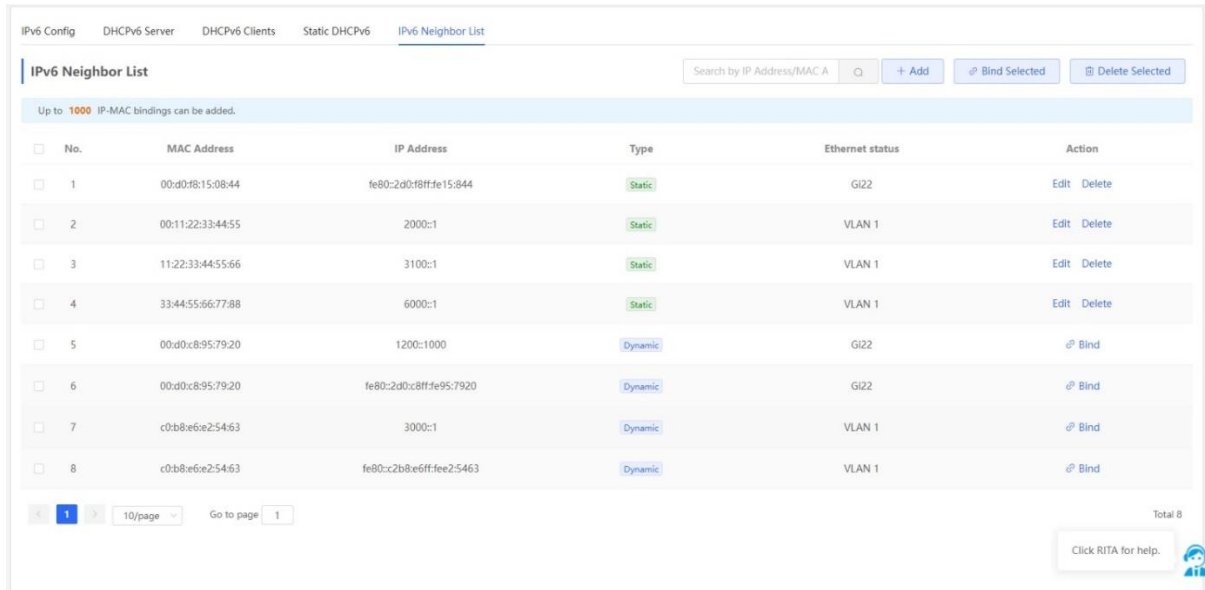 IPv6 Config DHCPv6 Server DHCPv6 Clients Static DHCPv6 IPv6 Neighbor List
IPv6 Neighbor List Search by IP Address/MAC A + Add Bind Selected Delete Selected
Up to 1000 IP-MAC bindings can be added.
No. MAC Address IP Address Type Ethernet status Action
1 00:d0:f8:15:08:44 fe80::2d0:f8ff:fe15:844 Static Gi22 Edit Delete
2 00:11:22:33:44:55 2000::1 Static VLAN 1 Edit Delete
3 11:22:33:44:55:66 3100::1 Static VLAN 1 Edit Delete
4 33:44:55:66:77:88 6000::1 Static VLAN 1 Edit Delete
5 00:d0:c8:95:79:20 1200::1000 Dynamic Gi22 Bind
6 00:d0:c8:95:79:20 fe80::2d0:c8ff:fe95:7920 Dynamic Gi22 Bind
7 c0:b8:e6:e2:54:63 3000::1 Dynamic VLAN 1 Bind
8 c0:b8:e6:e2:54:63 fe80::c2b8:e6ff:fee2:5463 Dynamic VLAN 1 Bind
< 1 > 10/page Go to page 1 Total 8
Click RITA for help.